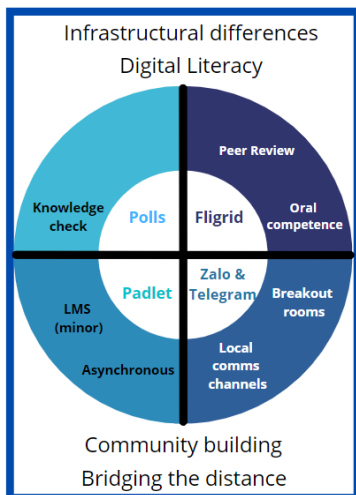 Infrastructural differences
Digital Literacy
Peer Review
Knowledge
check
Polls
Fligrid
Oral
competence
Padlet
Zalo &
Telegram
LMS
(minor)
Breakout
rooms
Asynchronous
Local
comms
channels
Community building
Bridging the distance